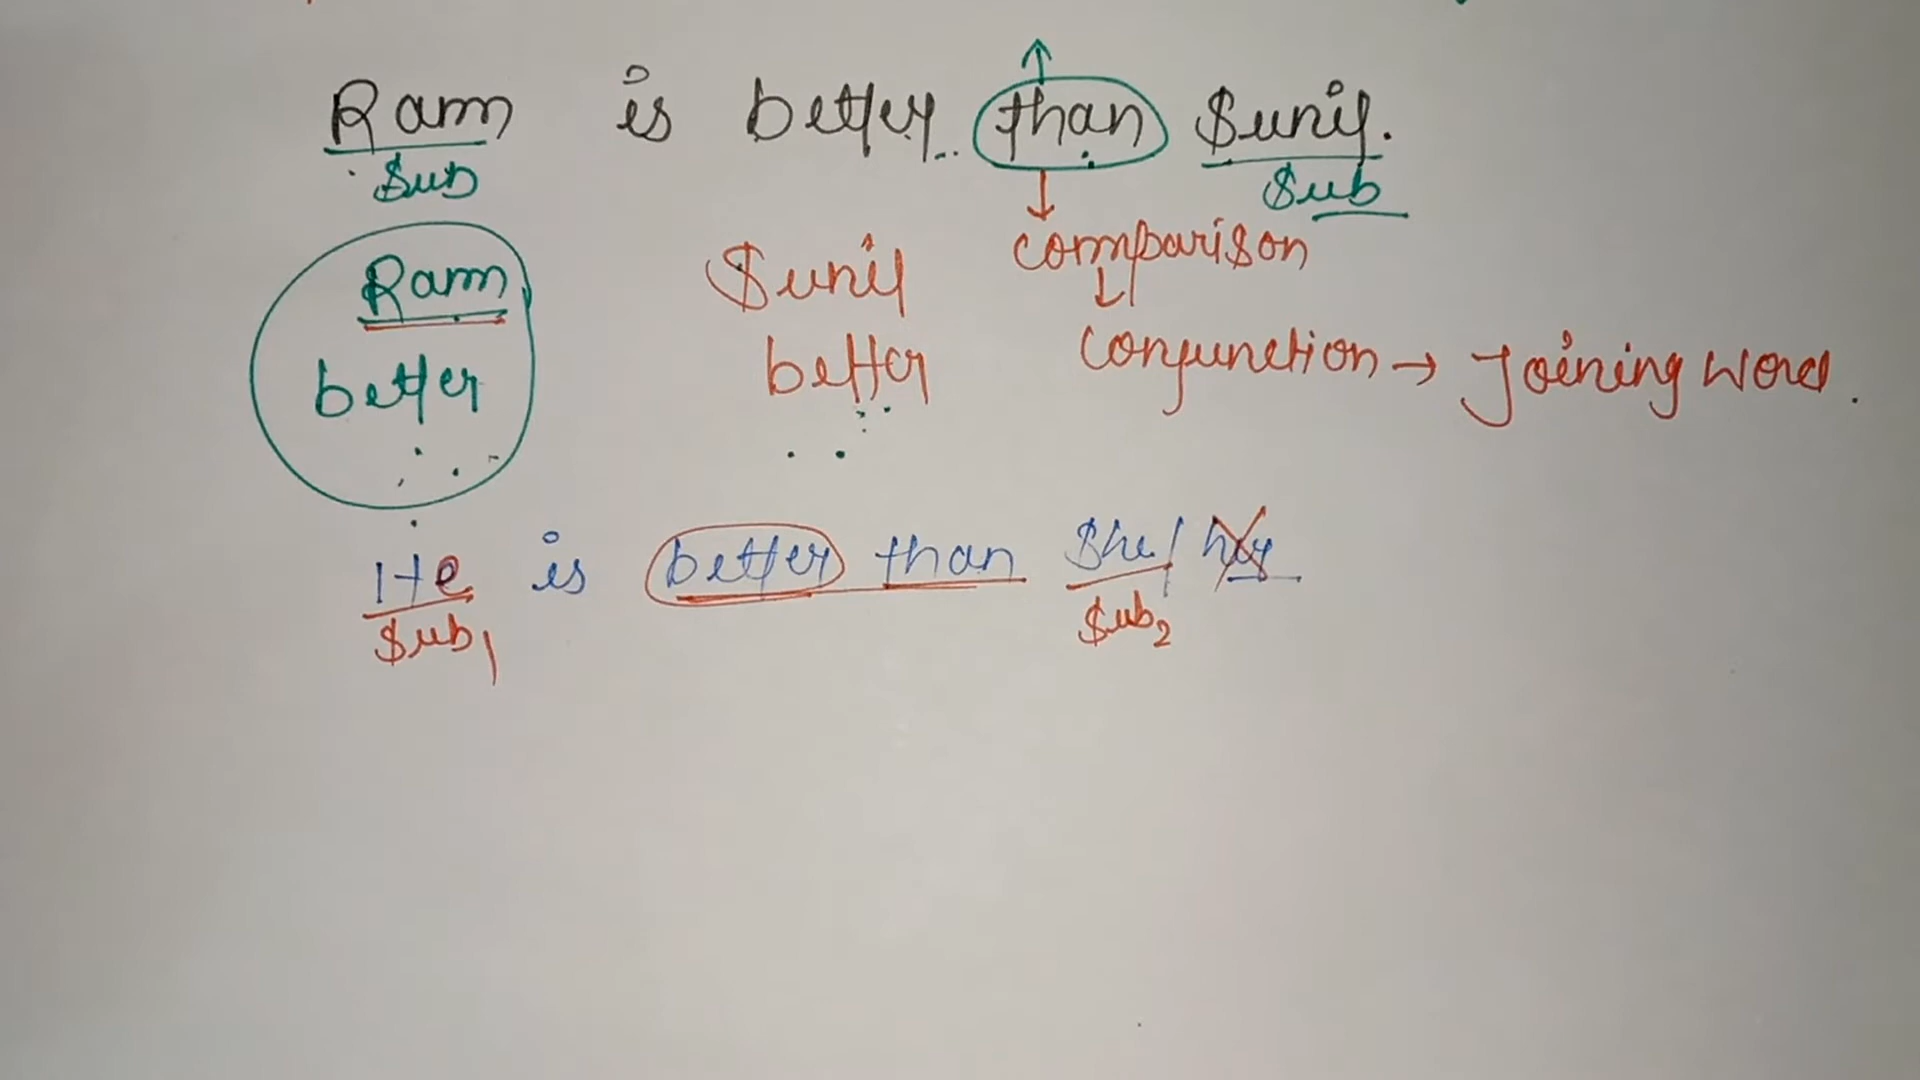 Ram is better than Sunil.
Sub Sub
Ram Sunil comparison
better better Conjunction → Joining Word.
He is better than She/ her
Sub1 Sub2